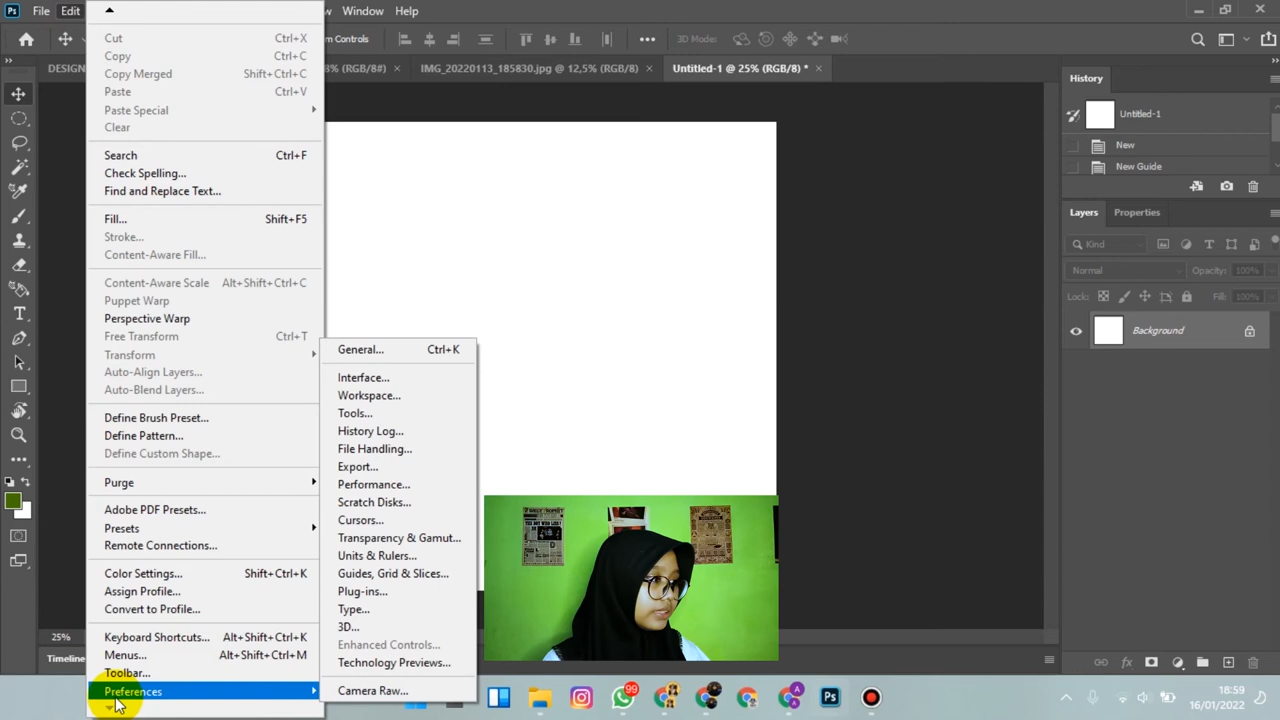 Ps File Edit Window Help
m Controls 3D Mode:
DESIGN 8% (RGB/8#) × IMG_20220113_185830.jpg @ 12,5% (RGB/8) × Untitled-1 @ 25% (RGB/8) * ×
Cut Ctrl+X
Copy Ctrl+C
Copy Merged Shift+Ctrl+C
Paste Ctrl+V
Paste Special
Clear
Search Ctrl+F
Check Spelling...
Find and Replace Text...
Fill... Shift+F5
Stroke...
Content-Aware Fill...
Content-Aware Scale Alt+Shift+Ctrl+C
Puppet Warp
Perspective Warp
Free Transform Ctrl+T
Transform
Auto-Align Layers...
Auto-Blend Layers...
Define Brush Preset...
Define Pattern...
Define Custom Shape...
Purge
Adobe PDF Presets...
Presets
Remote Connections...
Color Settings... Shift+Ctrl+K
Assign Profile...
Convert to Profile...
Keyboard Shortcuts... Alt+Shift+Ctrl+K
Menus... Alt+Shift+Ctrl+M
Toolbar...
Preferences
General... Ctrl+K
Interface...
Workspace...
Tools...
History Log...
File Handling...
Export...
Performance...
Scratch Disks...
Cursors...
Transparency & Gamut...
Units & Rulers...
Guides, Grid & Slices...
Plug-ins...
Type...
3D...
Enhanced Controls...
Technology Previews...
Camera Raw...
History
Untitled-1
New
New Guide
Layers Properties
Kind
Normal Opacity: 100%
Lock: Fill: 100%
Background
25%
Timeline
fx
99
Ps
18:59
16/01/2022